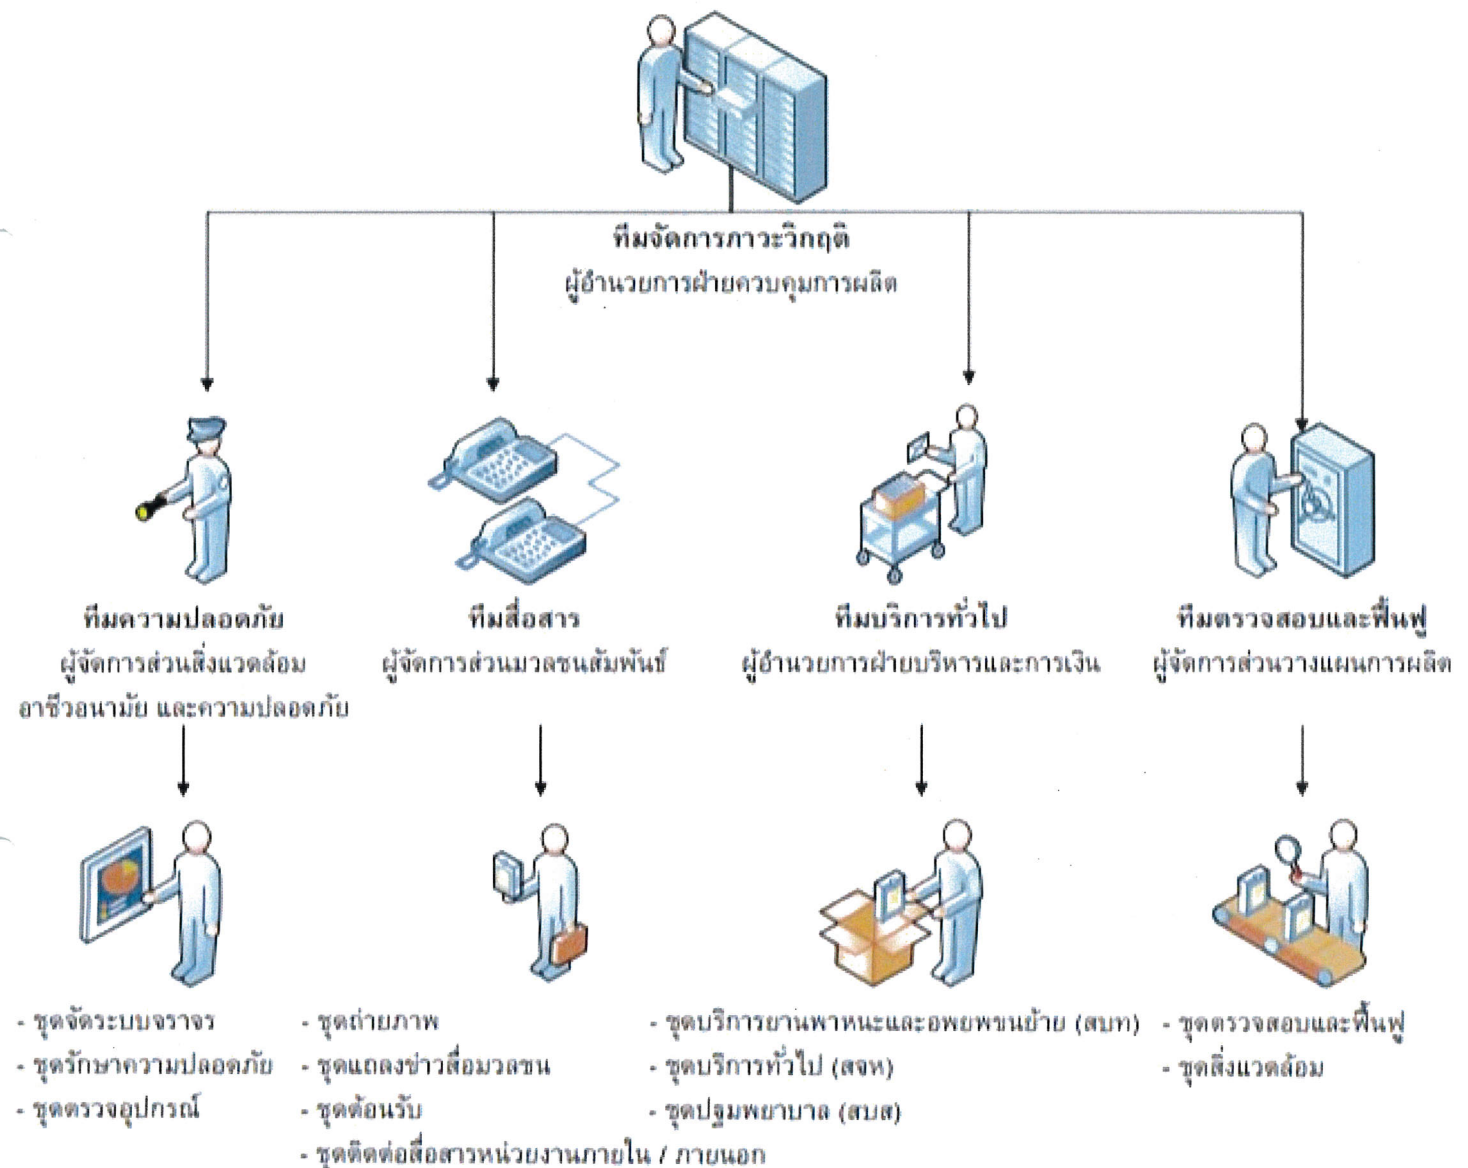 ทีมจัดการภาวะวิกฤติ
ผู้อำนวยการฝ่ายควบคุมการผลิต
ทีมความปลอดภัย
ผู้จัดการส่วนสิ่งแวดล้อม
อาชีวอนามัย และความปลอดภัย
ทีมสื่อสาร
ผู้จัดการส่วนมวลชนสัมพันธ์
ทีมบริการทั่วไป
ผู้อำนวยการฝ่ายบริหารและการเงิน
ทีมตรวจสอบและฟื้นฟู
ผู้จัดการส่วนวางแผนการผลิต
- ชุดจัดระบบจราจร
- ชุดรักษาความปลอดภัย
- ชุดตรวจอุปกรณ์
- ชุดถ่ายภาพ
- ชุดแถลงข่าวสื่อมวลชน
- ชุดต้อนรับ
- ชุดติดต่อสื่อสารหน่วยงานภายใน / ภายนอก
- ชุดบริการยานพาหนะและอพยพขนย้าย (สบท)
- ชุดบริการทั่วไป (สจห)
- ชุดปฐมพยาบาล (สบส)
- ชุดตรวจสอบและฟื้นฟู
- ชุดสิ่งแวดล้อม